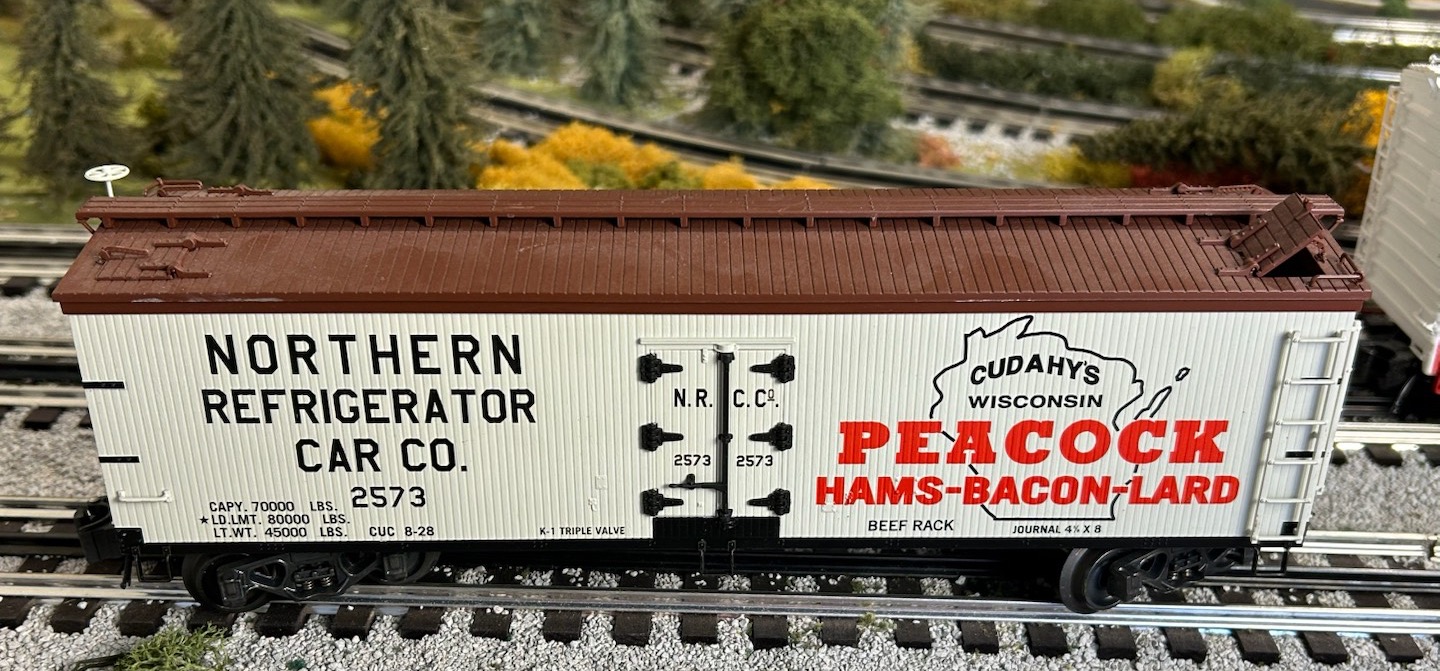 NORTHERN
REFRIGERATOR
CAR CO.
2573
CAPY. 70000 LBS.
★LD.LMT. 80000 LBS.
LT.WT. 45000 LBS. CUC 8-28
K-1 TRIPLE VALVE
N.R. C.Co.
2573 2573
CUDAHY'S
WISCONSIN
PEACOCK
HAMS-BACON-LARD
BEEF RACK
JOURNAL 4¼ X 8